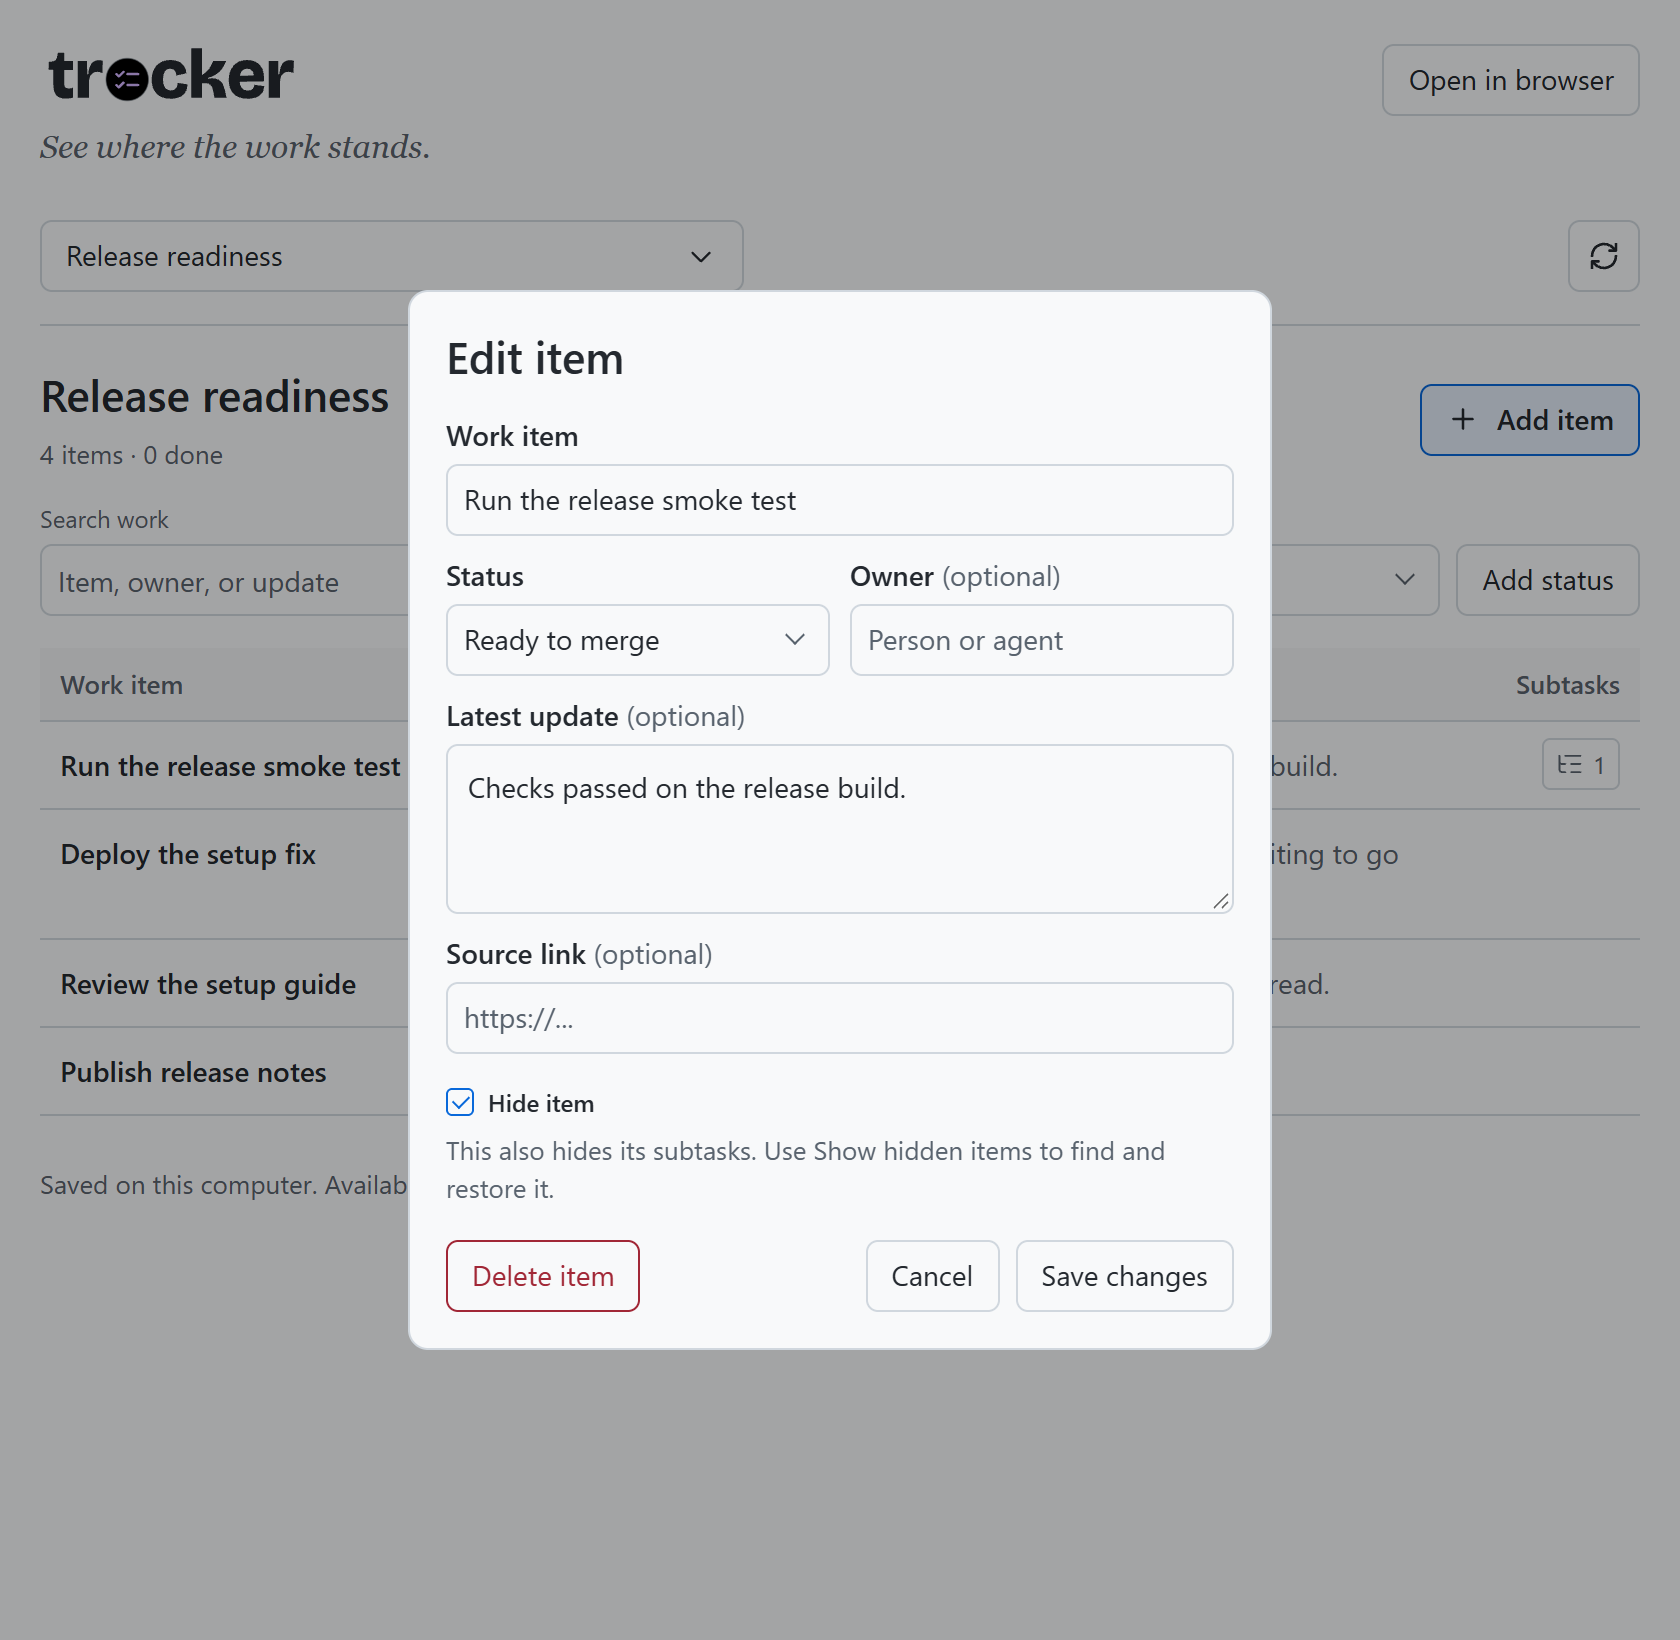 trocker
Open in browser
See where the work stands.
Release readiness
Release readiness
4 items · 0 done
Add item
Search work
Item, owner, or update
Add status
Work item
Subtasks
Run the release smoke test
build.
1
Deploy the setup fix
iting to go
Review the setup guide
read.
Publish release notes
Saved on this computer. Availab
Edit item
Work item
Run the release smoke test
Status
Owner (optional)
Ready to merge
Person or agent
Latest update (optional)
Checks passed on the release build.
Source link (optional)
https://...
Hide item
This also hides its subtasks. Use Show hidden items to find and
restore it.
Delete item
Cancel
Save changes